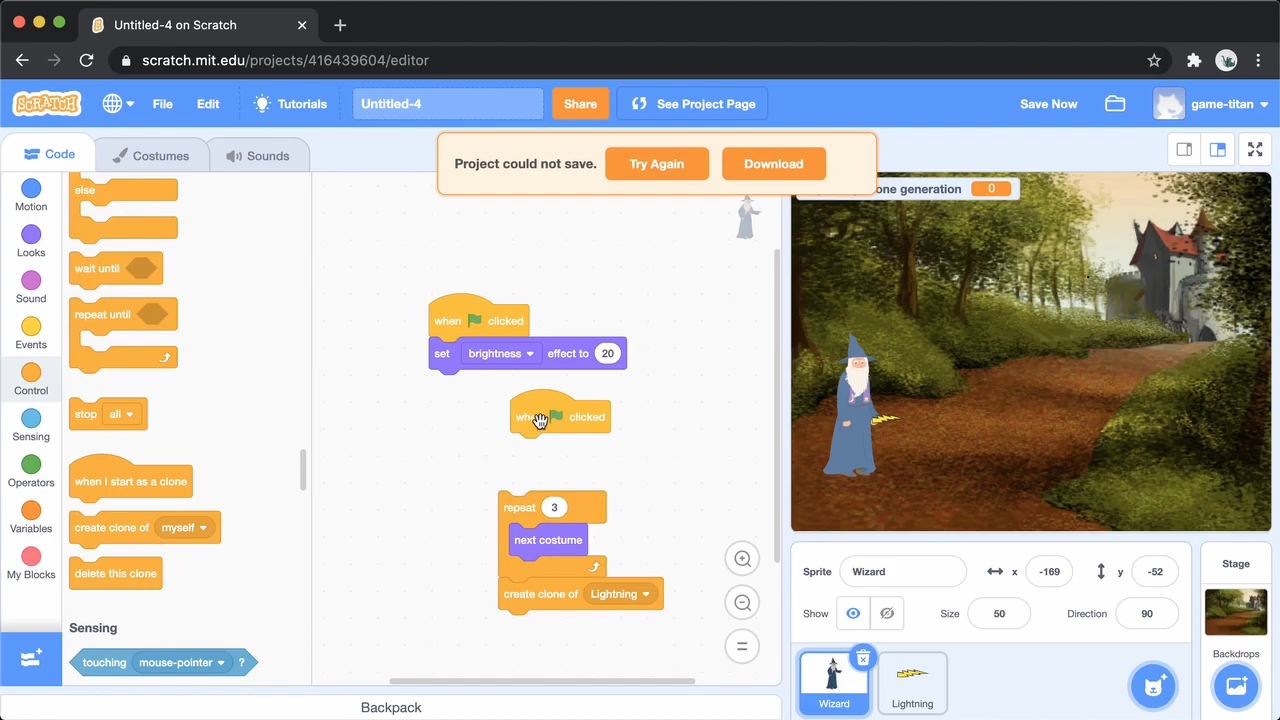 Untitled-4 on Scratch
scratch.mit.edu/projects/416439604/editor
SCRATCH
File
Edit
Tutorials
Untitled-4
Share
See Project Page
Save Now
game-titan
Code
Costumes
Sounds
Project could not save.
Try Again
Download
Motion
Looks
Sound
Events
Control
Sensing
Operators
Variables
My Blocks
else
wait until
repeat until
stop all
when I start as a clone
create clone of myself
delete this clone
Sensing
touching mouse-pointer ?
when clicked
set brightness effect to 20
when clicked
repeat 3
next costume
create clone of Lightning
Backpack
one generation 0
Sprite Wizard x -169 y -52
Show Size 50 Direction 90
Wizard
Lightning
Stage
Backdrops